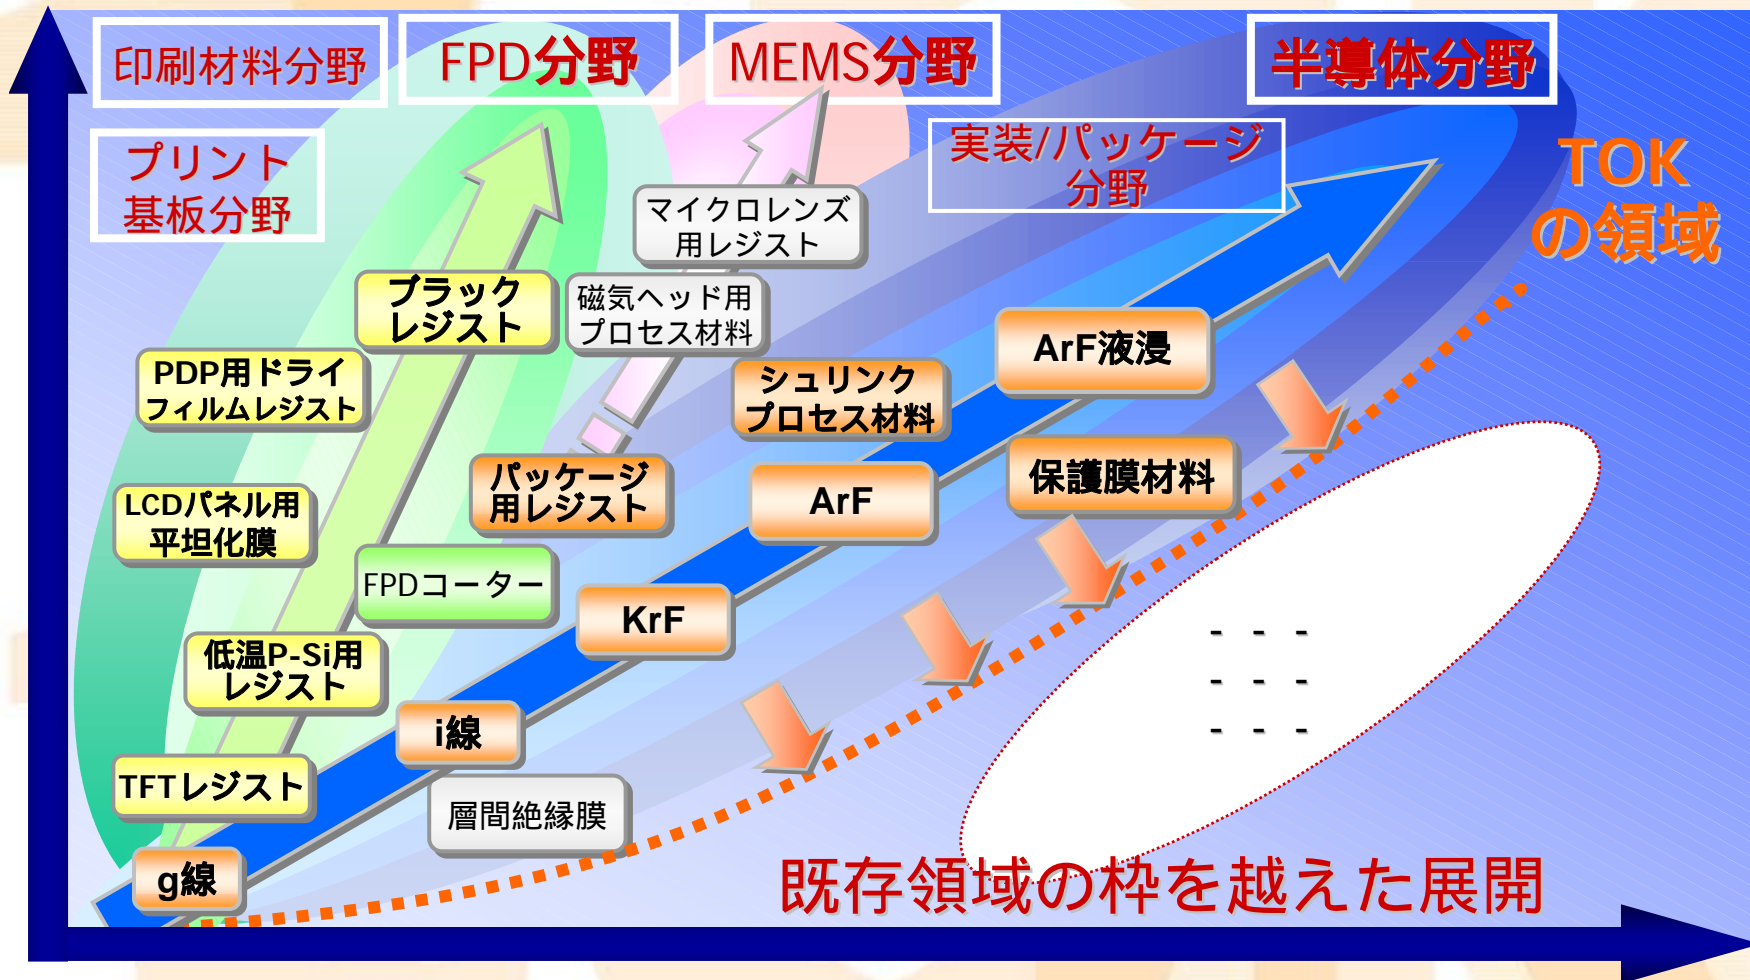 印刷材料分野
FPD分野
MEMS分野
半導体分野
プリント
基板分野
実装/パッケージ
分野
TOK
の領域
マイクロレンズ
用レジスト
ブラック
レジスト
磁気ヘッド用
プロセス材料
ArF液浸
PDP用ドライ
フィルムレジスト
シュリンク
プロセス材料
パッケージ
用レジスト
ArF
保護膜材料
LCDパネル用
平坦化膜
FPDコーター
KrF
低温P-Si用
レジスト
- - -
- - -
- - -
i線
TFTレジスト
層間絶縁膜
g線
既存領域の枠を越えた展開